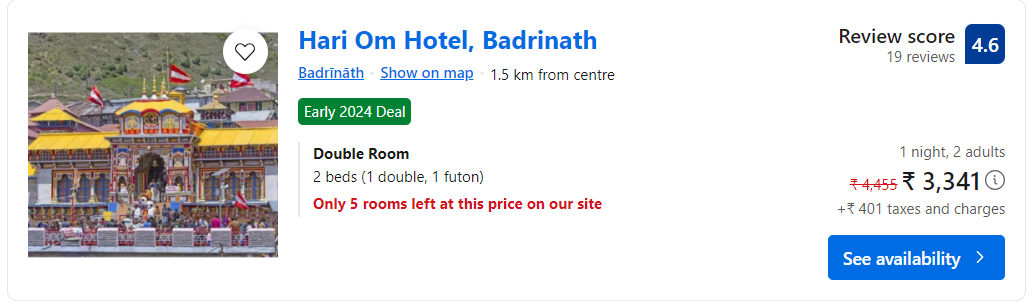 Hari Om Hotel, Badrinath
Badrīnāth · Show on map · 1.5 km from centre
Early 2024 Deal
Double Room
2 beds (1 double, 1 futon)
Only 5 rooms left at this price on our site
Review score
19 reviews
4.6
1 night, 2 adults
₹ 4,455 ₹ 3,341
+₹ 401 taxes and charges
See availability